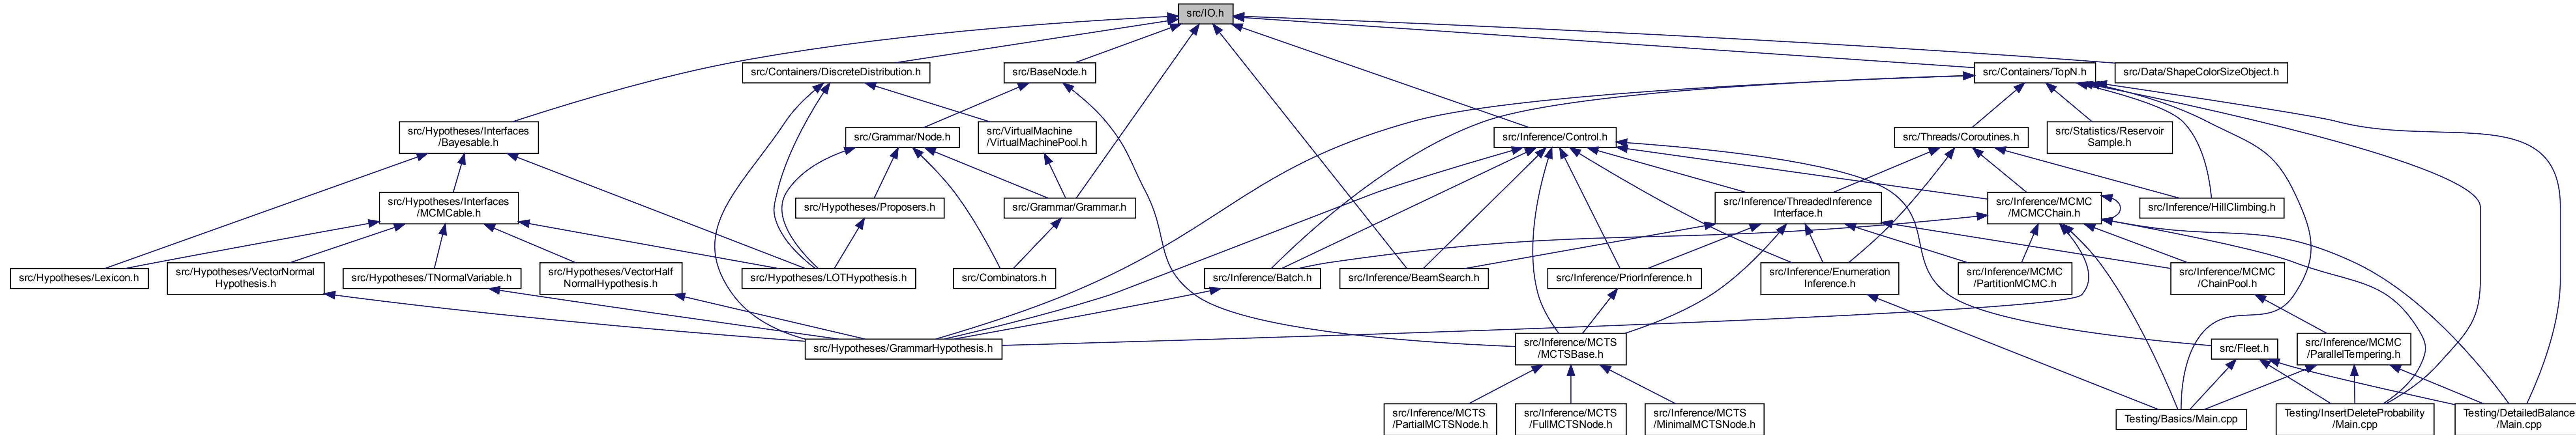 src/IO.h
src/Containers/DiscreteDistribution.h
src/BaseNode.h
src/Containers/TopN.h
src/Data/ShapeColorSizeObject.h
src/Hypotheses/Interfaces
/Bayesable.h
src/Grammar/Node.h
src/VirtualMachine
/VirtualMachinePool.h
src/Inference/Control.h
src/Threads/Coroutines.h
src/Statistics/Reservoir
Sample.h
src/Hypotheses/Interfaces
/MCMCable.h
src/Hypotheses/Proposers.h
src/Grammar/Grammar.h
src/Inference/ThreadedInference
Interface.h
src/Inference/MCMC
/MCMCChain.h
src/Inference/HillClimbing.h
src/Hypotheses/Lexicon.h
src/Hypotheses/VectorNormal
Hypothesis.h
src/Hypotheses/TNormalVariable.h
src/Hypotheses/VectorHalf
NormalHypothesis.h
src/Hypotheses/LOTHypothesis.h
src/Combinators.h
src/Inference/Batch.h
src/Inference/BeamSearch.h
src/Inference/PriorInference.h
src/Inference/Enumeration
Inference.h
src/Inference/MCMC
/PartitionMCMC.h
src/Inference/MCMC
/ChainPool.h
src/Hypotheses/GrammarHypothesis.h
src/Inference/MCTS
/MCTSBase.h
src/Fleet.h
src/Inference/MCMC
/ParallelTempering.h
src/Inference/MCTS
/PartialMCTSNode.h
src/Inference/MCTS
/FullMCTSNode.h
src/Inference/MCTS
/MinimalMCTSNode.h
Testing/Basics/Main.cpp
Testing/InsertDeleteProbability
/Main.cpp
Testing/DetailedBalance
/Main.cpp